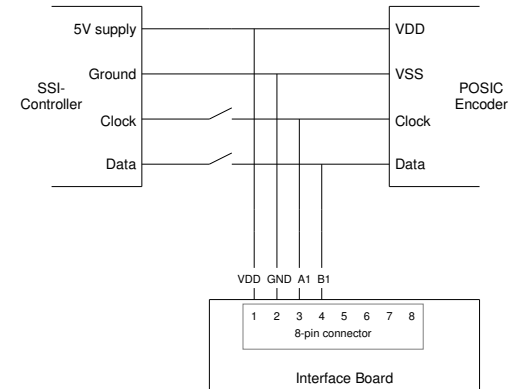 5V supply
VDD
Ground
VSS
SSI-
Controller
POSIC
Encoder
Clock
Clock
Data
Data
VDD GND A1 B1
1 2 3 4 5 6 7 8
8-pin connector
Interface Board